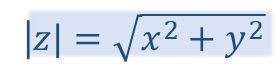 |z| = √(x² + y²)